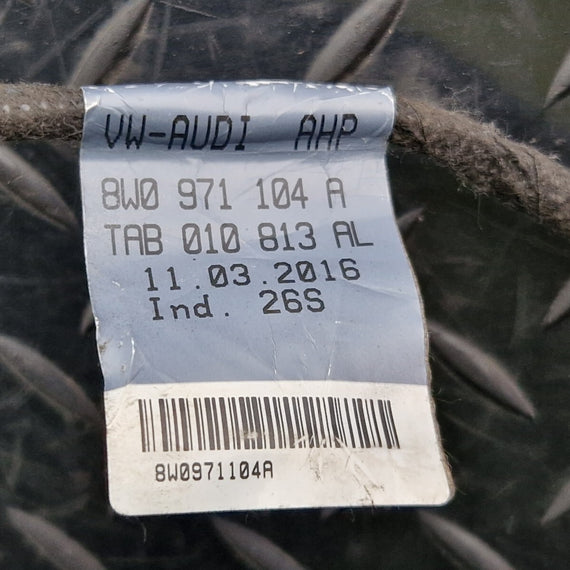 VW-AUDI AHP
8W0 971 104 A
TAB 010 813 AL
11.03.2016
Ind. 26S
8W0971104A